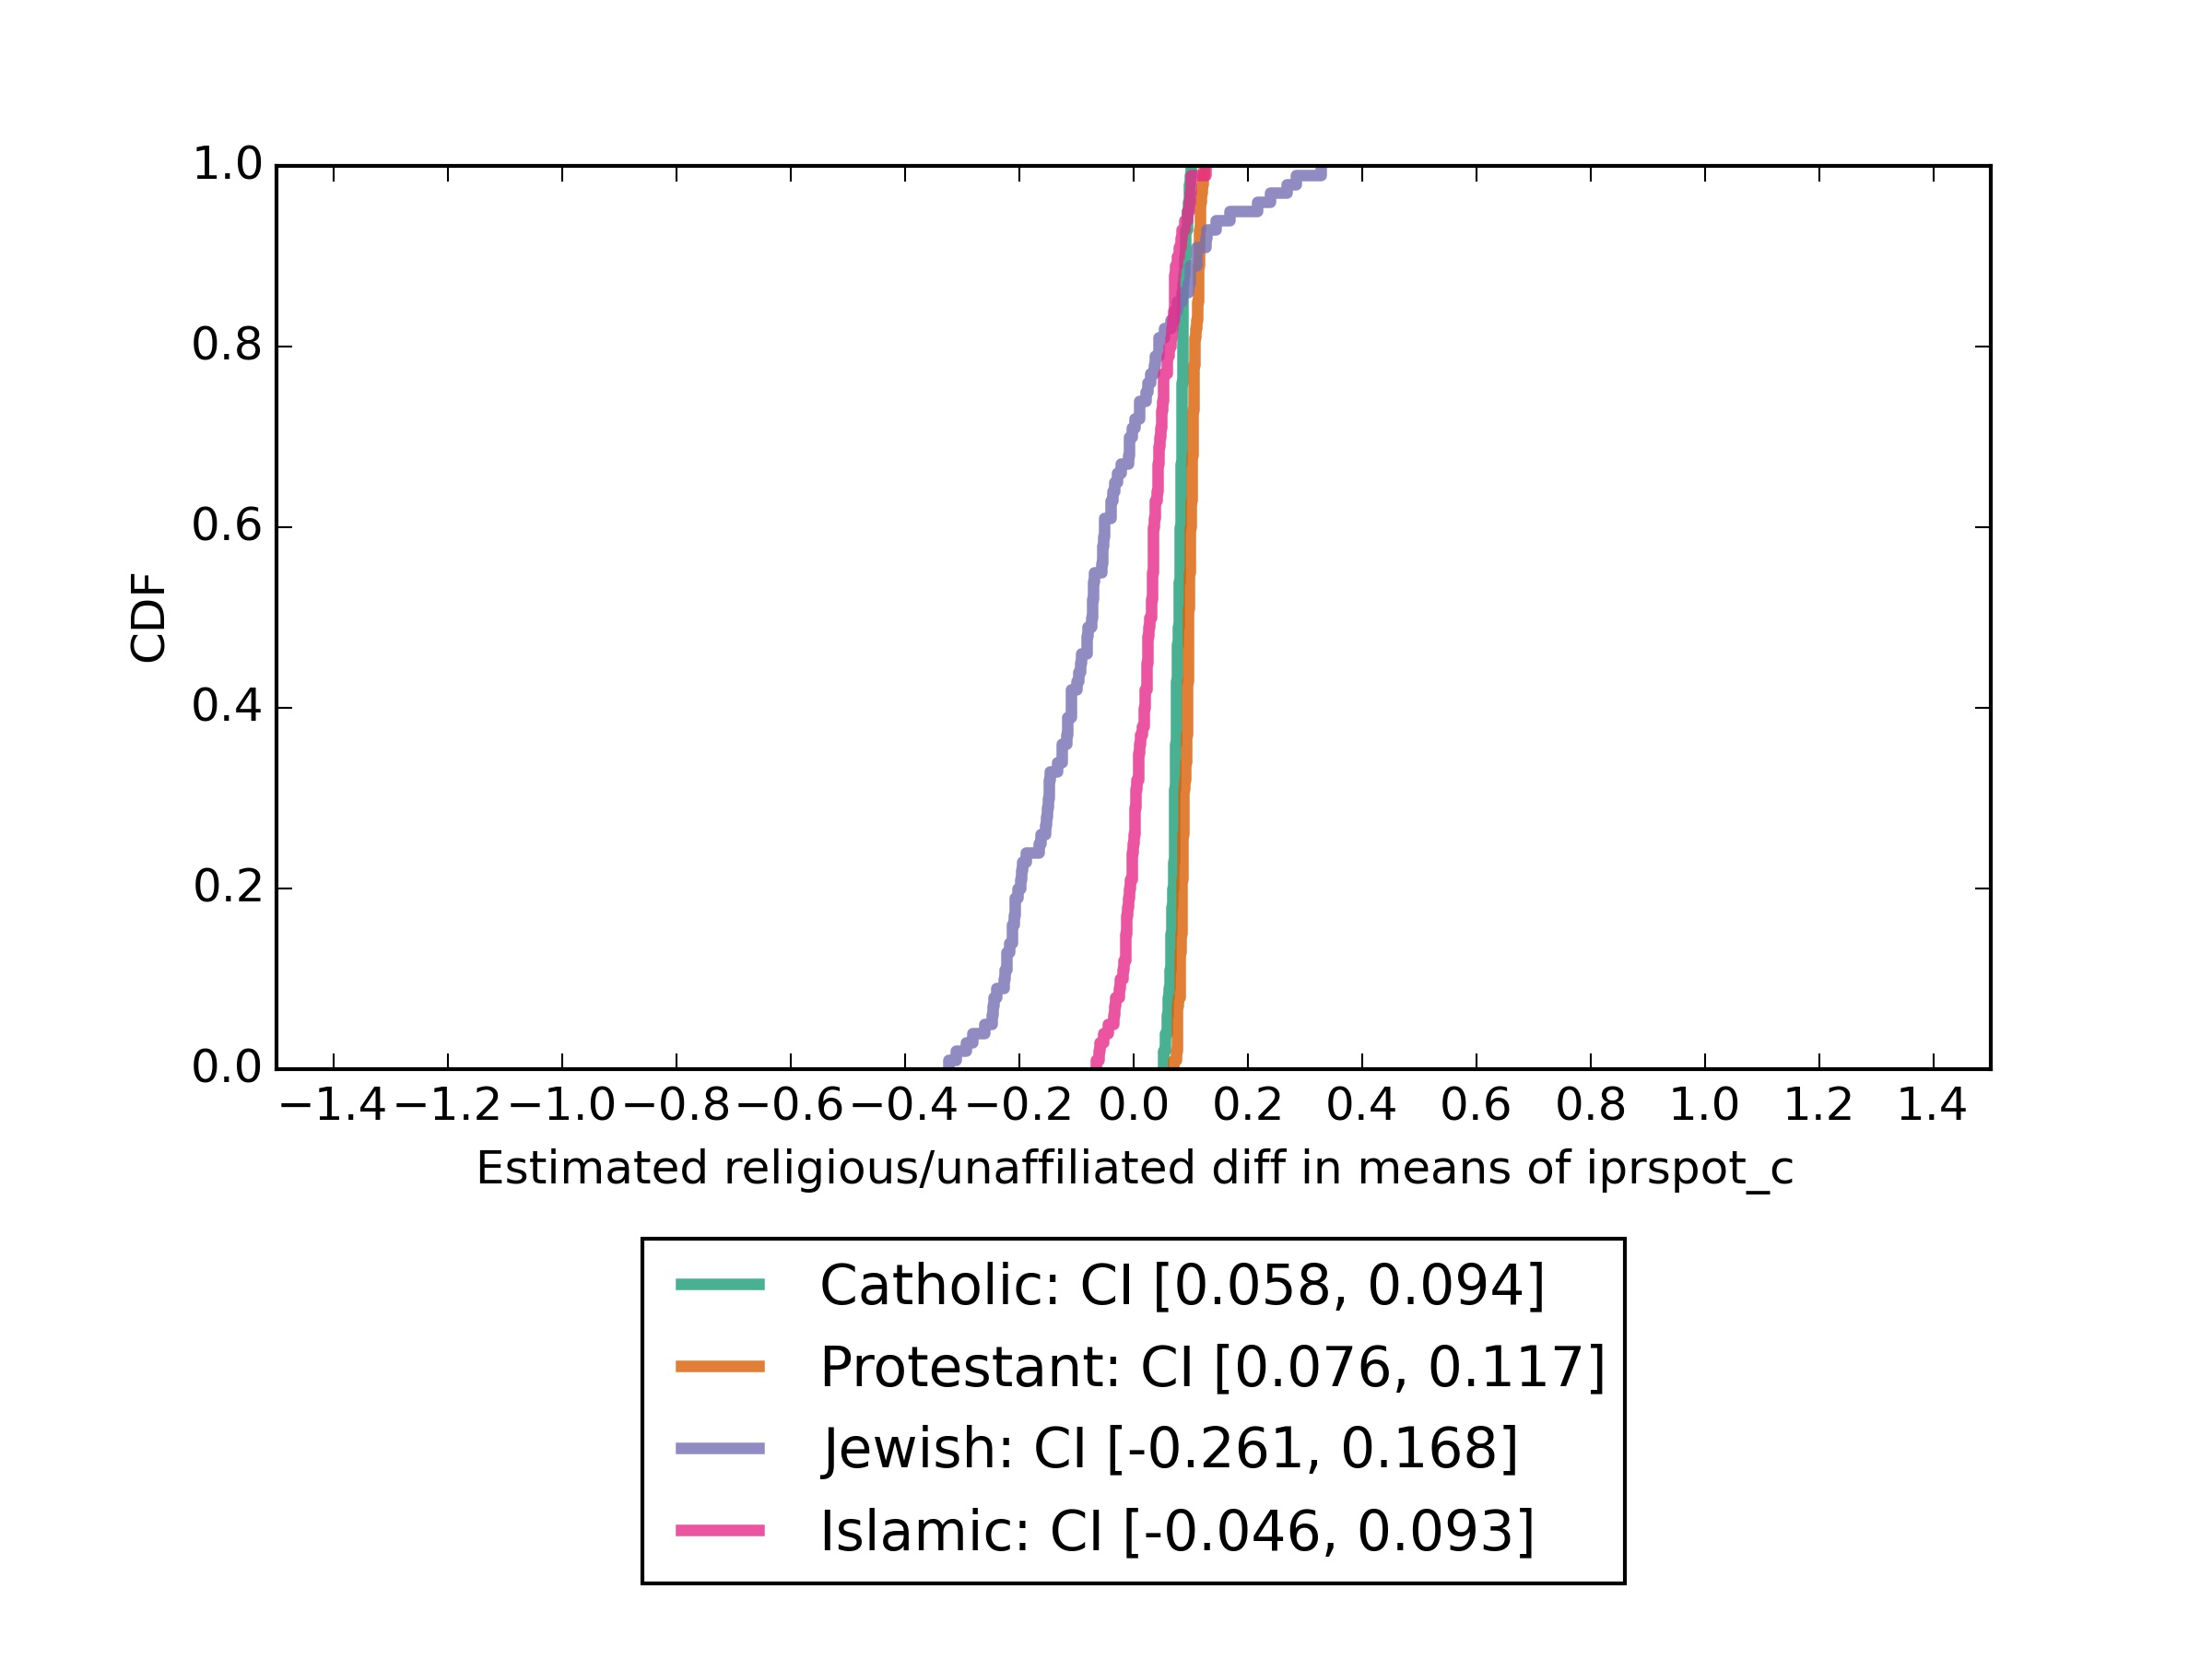 1.0
0.8
0.6
0.4
0.2
0.0
CDF
−1.4 −1.2 −1.0 −0.8 −0.6 −0.4 −0.2 0.0 0.2 0.4 0.6 0.8 1.0 1.2 1.4
Estimated religious/unaffiliated diff in means of iprspot_c
Catholic: CI [0.058, 0.094]
Protestant: CI [0.076, 0.117]
Jewish: CI [-0.261, 0.168]
Islamic: CI [-0.046, 0.093]